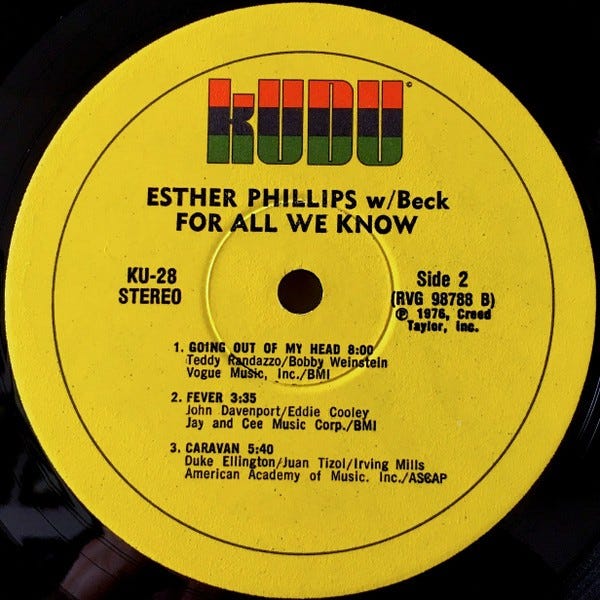 KUDU ©
ESTHER PHILLIPS w/Beck
FOR ALL WE KNOW
KU-28
STEREO
Side 2
(RVG 98788 B)
℗ 1976, Creed
Taylor, Inc.
1. GOING OUT OF MY HEAD 8:00
Teddy Randazzo/Bobby Weinstein
Vogue Music, Inc./BMI
2. FEVER 3:35
John Davenport/Eddie Cooley
Jay and Cee Music Corp./BMI
3. CARAVAN 5:40
Duke Ellington/Juan Tizol/Irving Mills
American Academy of Music. Inc./ASCAP